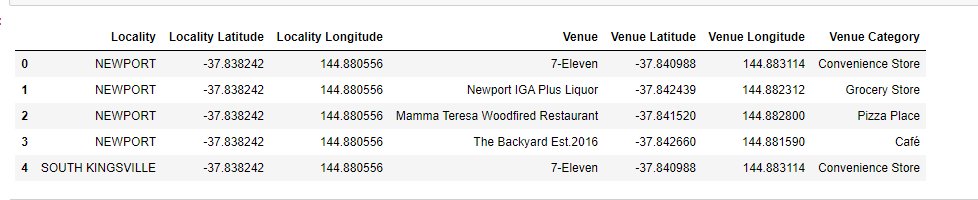 Locality Locality Latitude Locality Longitude Venue Venue Latitude Venue Longitude Venue Category
0 NEWPORT -37.838242 144.880556 7-Eleven -37.840988 144.883114 Convenience Store
1 NEWPORT -37.838242 144.880556 Newport IGA Plus Liquor -37.842439 144.882312 Grocery Store
2 NEWPORT -37.838242 144.880556 Mamma Teresa Woodfired Restaurant -37.841520 144.882800 Pizza Place
3 NEWPORT -37.838242 144.880556 The Backyard Est.2016 -37.842660 144.881590 Café
4 SOUTH KINGSVILLE -37.838242 144.880556 7-Eleven -37.840988 144.883114 Convenience Store